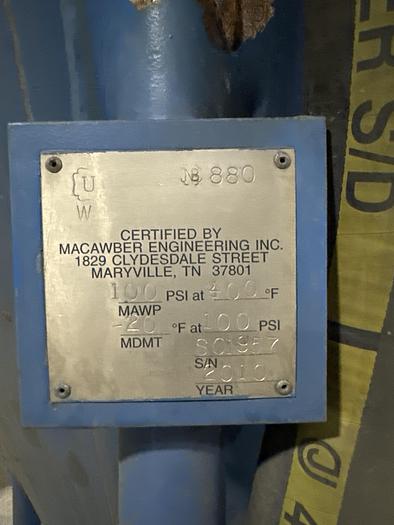 U
W
880
CERTIFIED BY
MACAWBER ENGINEERING INC.
1829 CLYDESDALE STREET
MARYVILLE, TN 37801
100 PSI at 400 °F
MAWP
-20 °F at 100 PSI
MDMT
SC1957
S/N
2010
YEAR
ER S/D